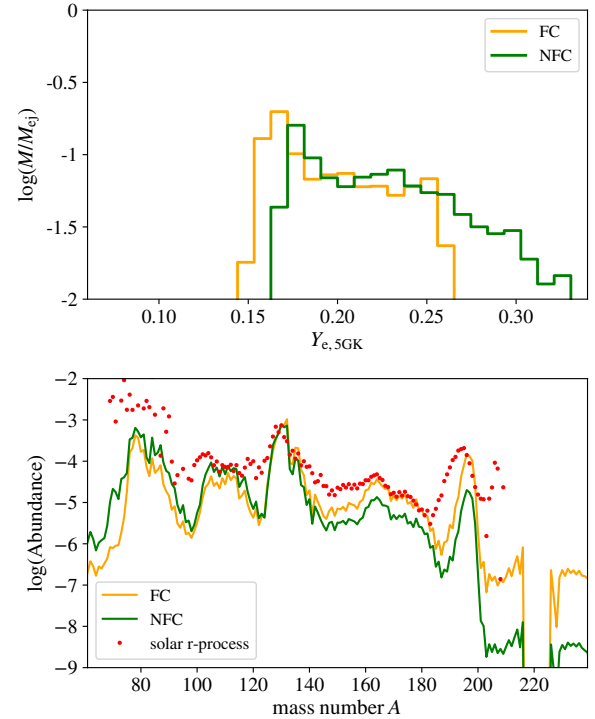 0
-0.5
-1
-1.5
-2
log(M/M_ej)
FC
NFC
0.10 0.15 0.20 0.25 0.30
Y_e, 5GK
−2
−3
−4
−5
−6
−7
−8
−9
log(Abundance)
FC
NFC
solar r-process
80 100 120 140 160 180 200 220
mass number A